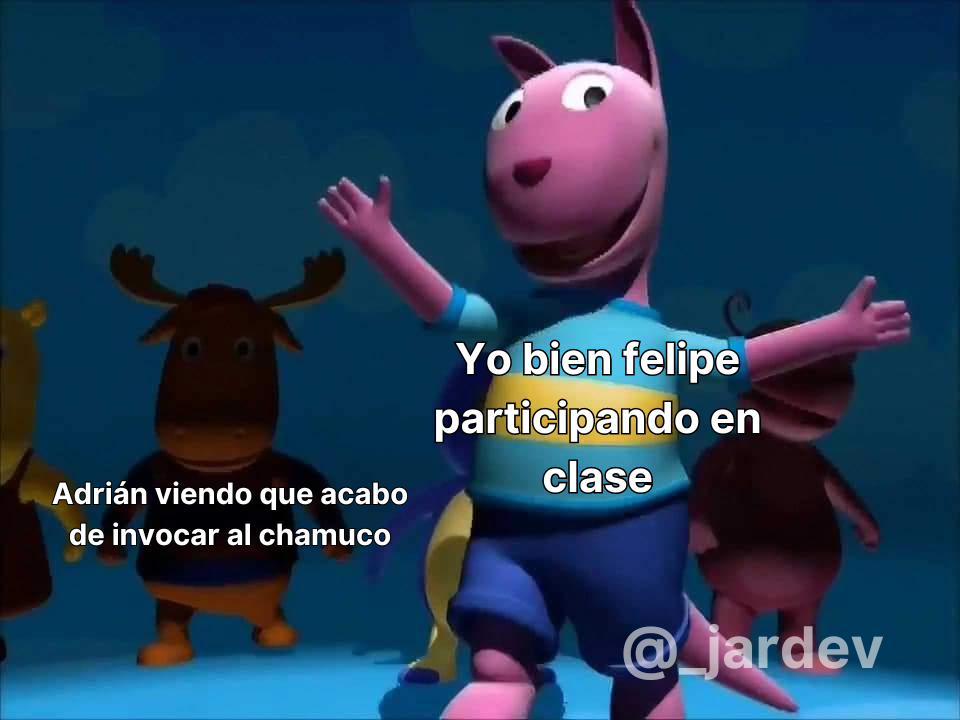 Yo bien felipe
participando en
clase
Adrián viendo que acabo
de invocar al chamuco
@_jardev